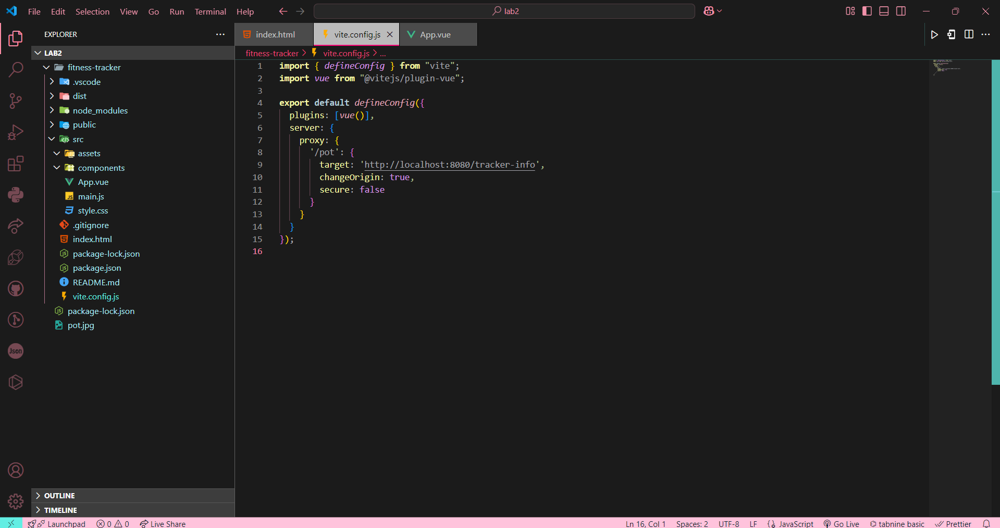 File Edit Selection View Go Run Terminal Help
lab2
EXPLORER
LAB2
fitness-tracker
.vscode
dist
node_modules
public
src
assets
components
App.vue
main.js
style.css
.gitignore
index.html
package-lock.json
package.json
README.md
vite.config.js
package-lock.json
pot.jpg
OUTLINE
TIMELINE
index.html
vite.config.js
App.vue
fitness-tracker > vite.config.js > ...
1 import { defineConfig } from "vite";
2 import vue from "@vitejs/plugin-vue";
3
4 export default defineConfig({
5 plugins: [vue()],
6 server: {
7 proxy: {
8 '/pot': {
9 target: 'http://localhost:8080/tracker-info',
10 changeOrigin: true,
11 secure: false
12 }
13 }
14 }
15 });
16
JS
Json
Launchpad 0 0 Live Share
Ln 16, Col 1 Spaces: 2 UTF-8 LF JavaScript Go Live tabnine basic Prettier